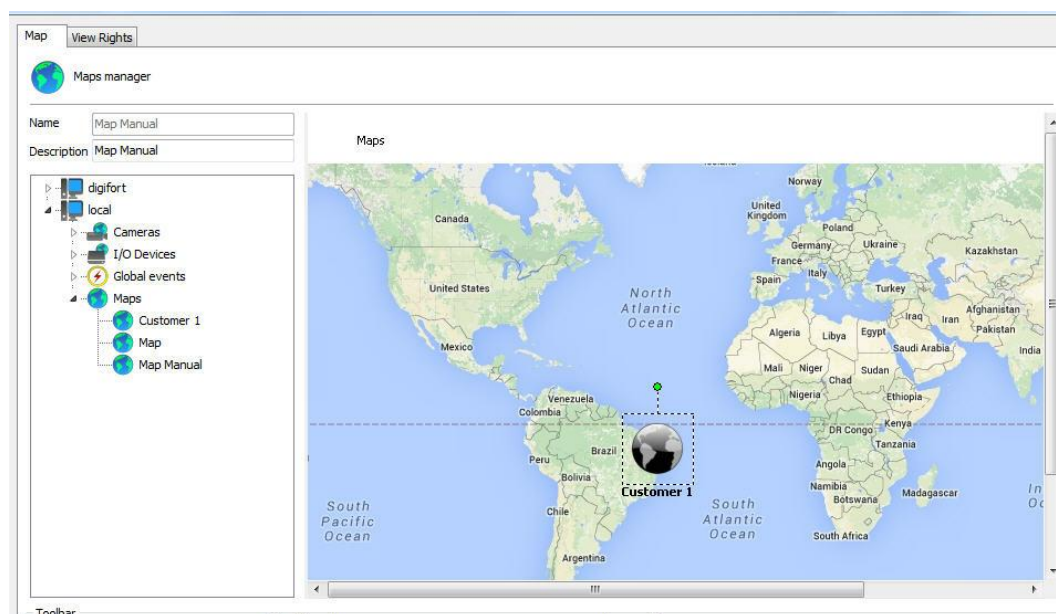 Map
View Rights
Maps manager
Name
Map Manual
Description
Map Manual
digifort
local
Cameras
I/O Devices
Global events
Maps
Customer 1
Map
Map Manual
Maps
Norway
United
Kingdom
Canada
Poland
Germany
Ukraine
Kazakhstan
France
Italy
Spain
United States
Turkey
North
Atlantic
Ocean
Afghanistan
Iraq
Iran
Pakistan
Algeria
Libya
Egypt
Saudi Arabia
India
Mexico
Mali
Niger
Sudan
Chad
Nigeria
Ethiopia
Venezuela
Colombia
DR Congo
Kenya
Tanzania
Brazil
Peru
Angola
Bolivia
Namibia
Botswana
Madagascar
Customer 1
South
Pacific
Ocean
Chile
South
Atlantic
Ocean
South Africa
In
Argentina
Toolbar